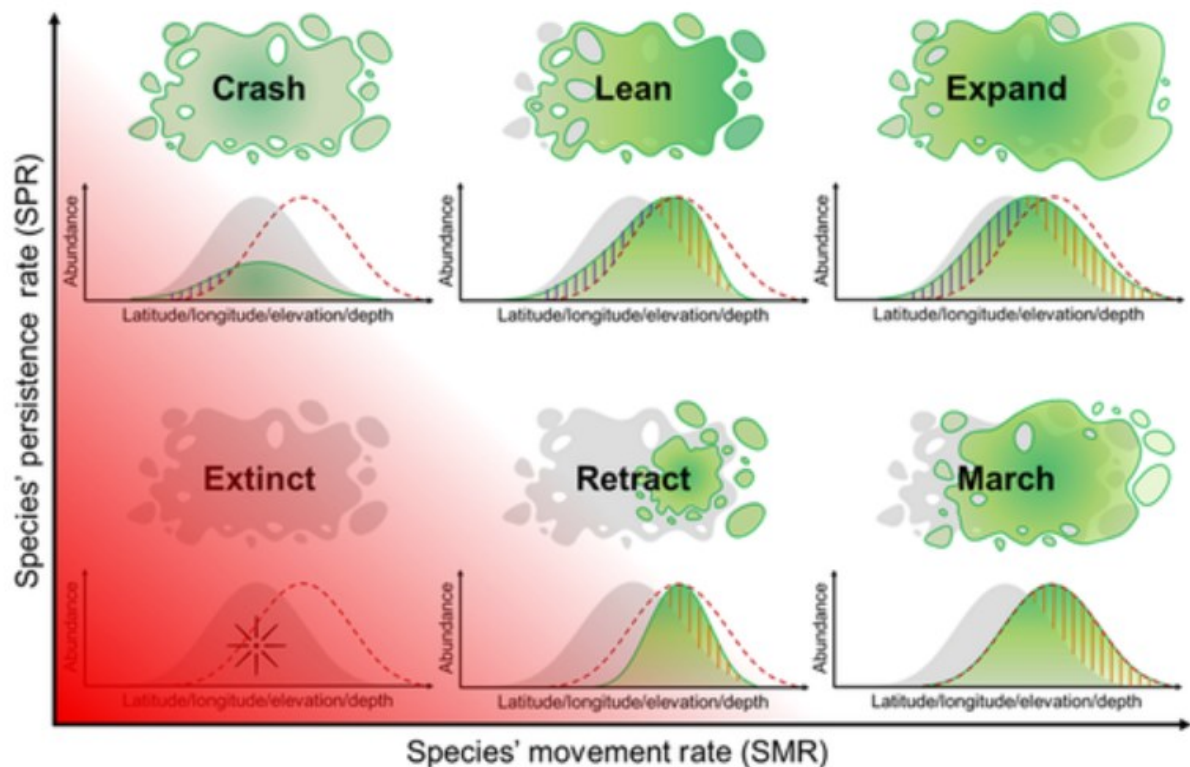 Species' persistence rate (SPR)
Crash
Lean
Expand
Abundance
Latitude/longitude/elevation/depth
Abundance
Latitude/longitude/elevation/depth
Abundance
Latitude/longitude/elevation/depth
Extinct
Retract
March
Abundance
Latitude/longitude/elevation/depth
Abundance
Latitude/longitude/elevation/depth
Abundance
Latitude/longitude/elevation/depth
Species' movement rate (SMR)